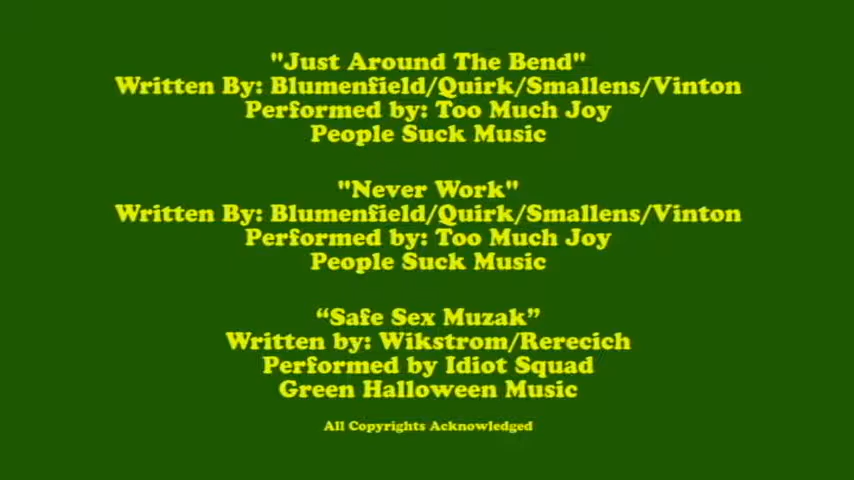 "Just Around The Bend"
Written By: Blumenfield/Quirk/Smallens/Vinton
Performed by: Too Much Joy
People Suck Music
"Never Work"
Written By: Blumenfield/Quirk/Smallens/Vinton
Performed by: Too Much Joy
People Suck Music
“Safe Sex Muzak”
Written by: Wikstrom/Rerecich
Performed by Idiot Squad
Green Halloween Music
All Copyrights Acknowledged